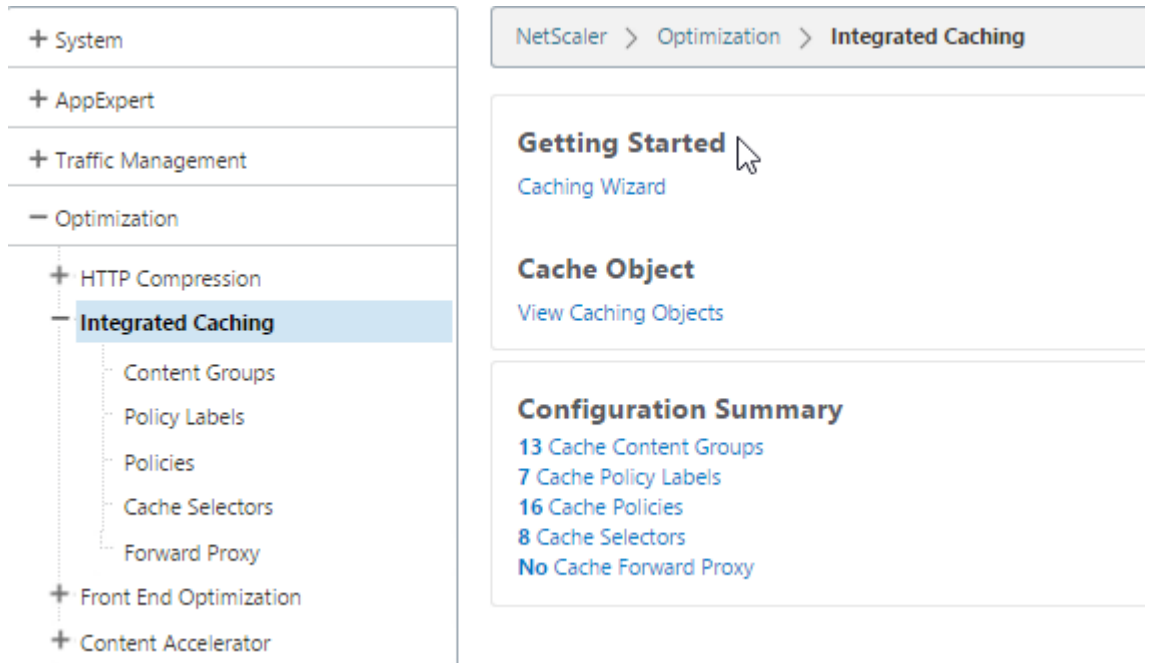 + System
+ AppExpert
+ Traffic Management
− Optimization
+ HTTP Compression
− Integrated Caching
Content Groups
Policy Labels
Policies
Cache Selectors
Forward Proxy
+ Front End Optimization
+ Content Accelerator
NetScaler > Optimization > Integrated Caching
Getting Started
Caching Wizard
Cache Object
View Caching Objects
Configuration Summary
13 Cache Content Groups
7 Cache Policy Labels
16 Cache Policies
8 Cache Selectors
No Cache Forward Proxy